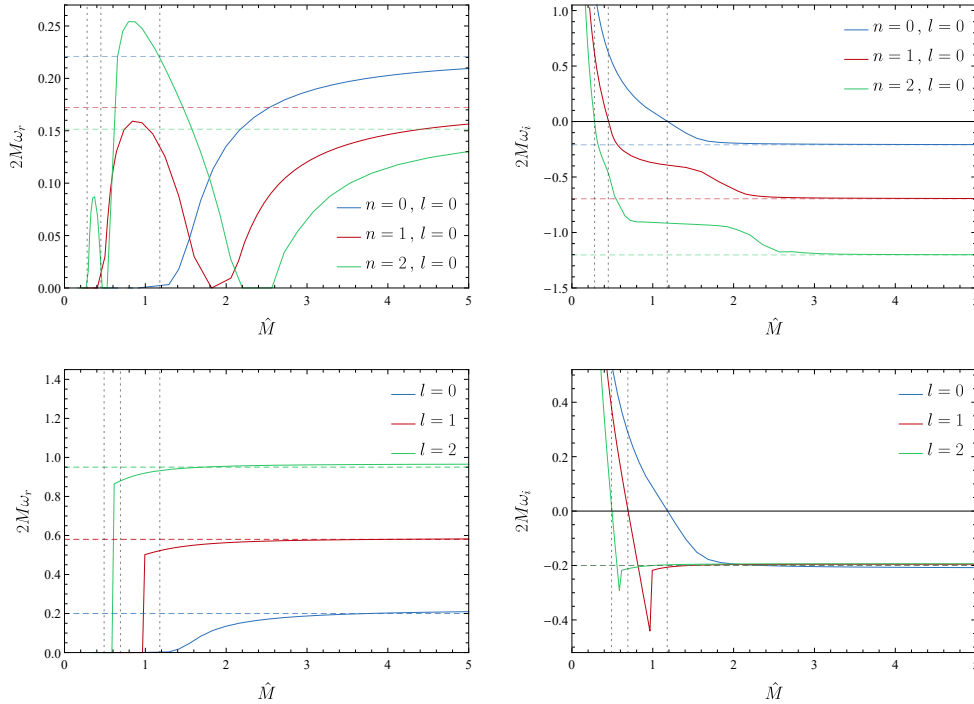 0.25
0.20
0.15
0.10
0.05
0.00
2Mω_r
n = 0 , l = 0
n = 1 , l = 0
n = 2 , l = 0
0 1 2 3 4 5
M̂
1.0
0.5
0.0
−0.5
−1.0
−1.5
2Mω_i
n = 0 , l = 0
n = 1 , l = 0
n = 2 , l = 0
0 1 2 3 4 5
M̂
1.4
1.2
1.0
0.8
0.6
0.4
0.2
0.0
2Mω_r
l = 0
l = 1
l = 2
0 1 2 3 4 5
M̂
0.4
0.2
0.0
−0.2
−0.4
2Mω_i
l = 0
l = 1
l = 2
0 1 2 3 4 5
M̂